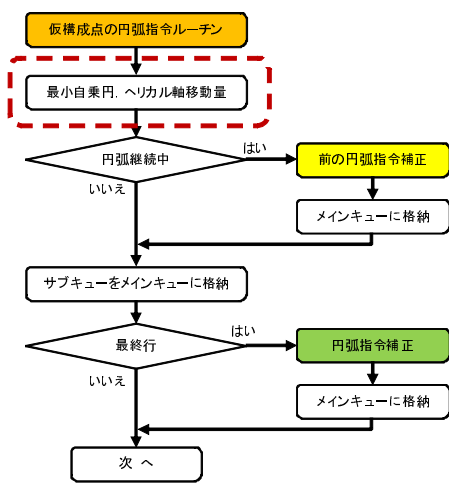 仮構成点の円弧指令ルーチン
最小自乗円．ヘリカル軸移動量
円弧継続中
はい
前の円弧指令補正
いいえ
メインキューに格納
サブキューをメインキューに格納
最終行
はい
円弧指令補正
いいえ
メインキューに格納
次 へ